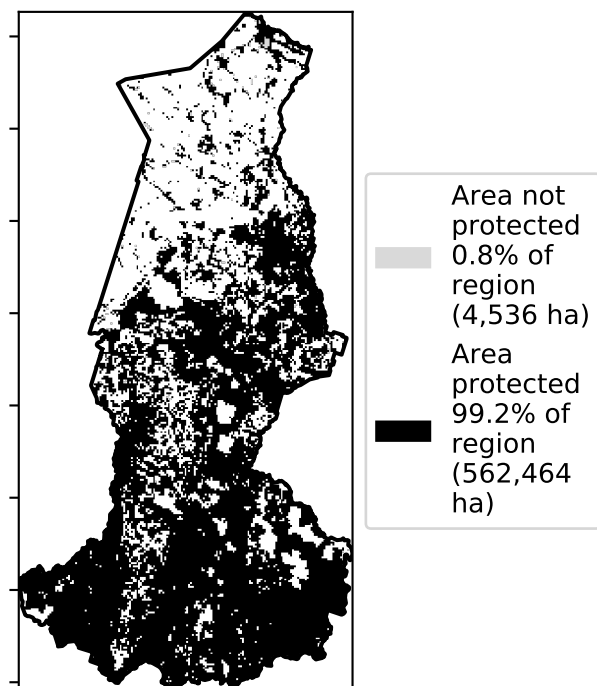 Area not
protected
0.8% of
region
(4,536 ha)
Area
protected
99.2% of
region
(562,464
ha)